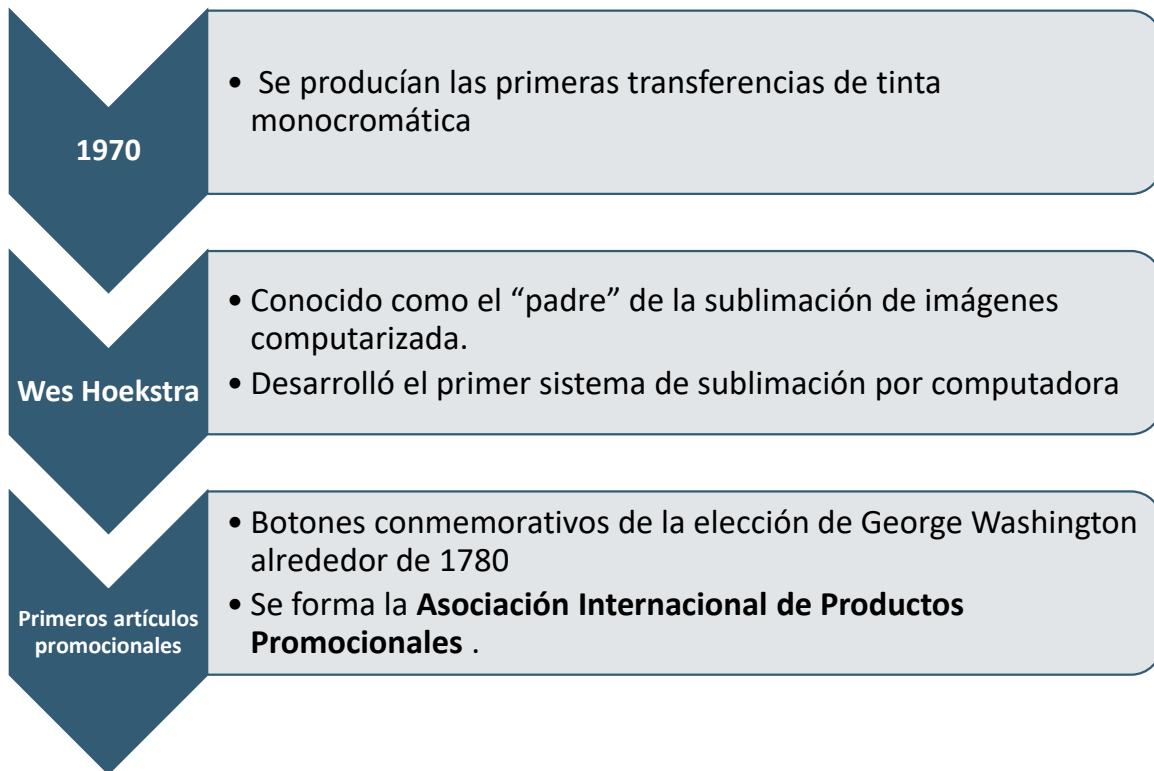 1970
• Se producían las primeras transferencias de tinta
monocromática
Wes Hoekstra
• Conocido como el “padre” de la sublimación de imágenes
computarizada.
• Desarrolló el primer sistema de sublimación por computadora
Primeros artículos
promocionales
• Botones conmemorativos de la elección de George Washington
alrededor de 1780
• Se forma la Asociación Internacional de Productos
Promocionales .